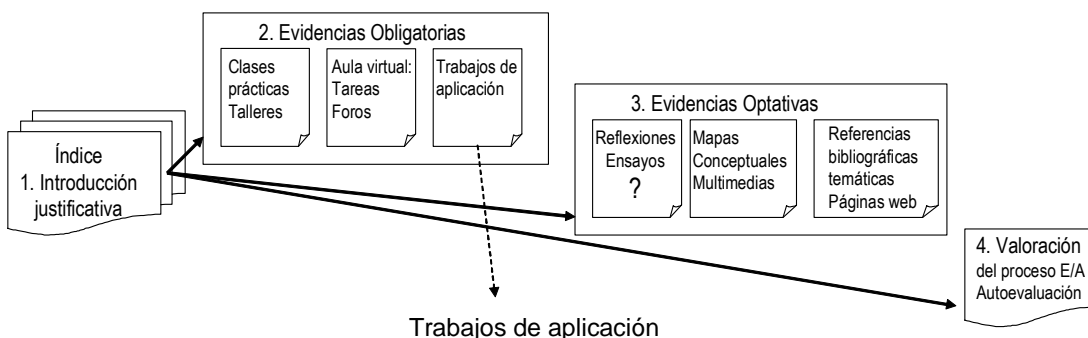 Índice
1. Introducción
justificativa
2. Evidencias Obligatorias
Clases
prácticas
Talleres
Aula virtual:
Tareas
Foros
Trabajos de
aplicación
3. Evidencias Optativas
Reflexiones
Ensayos
?
Mapas
Conceptuales
Multimedias
Referencias
bibliográficas
temáticas
Páginas web
4. Valoración
del proceso E/A
Autoevaluación
Trabajos de aplicación